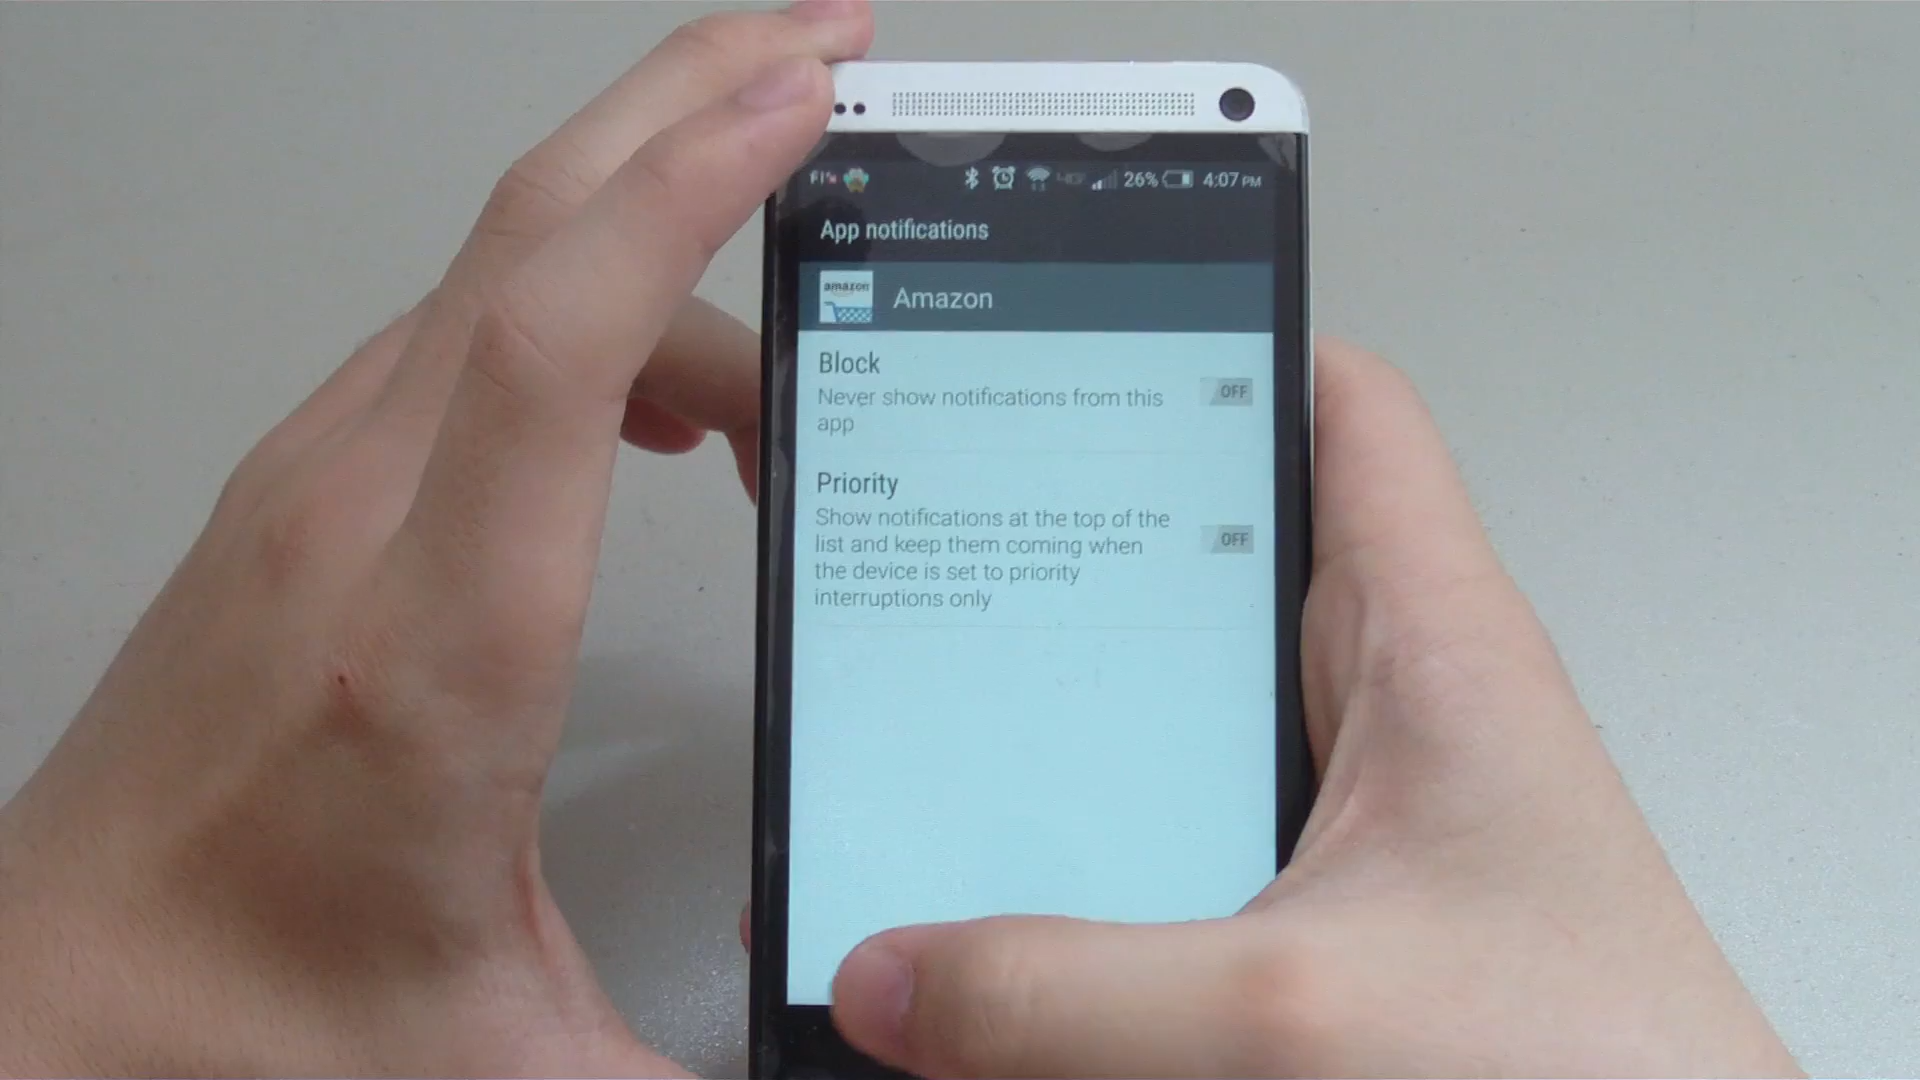 26% 4:07 PM
App notifications
amazon
Amazon
Block
Never show notifications from this
app
OFF
Priority
Show notifications at the top of the
list and keep them coming when
the device is set to priority
interruptions only
OFF